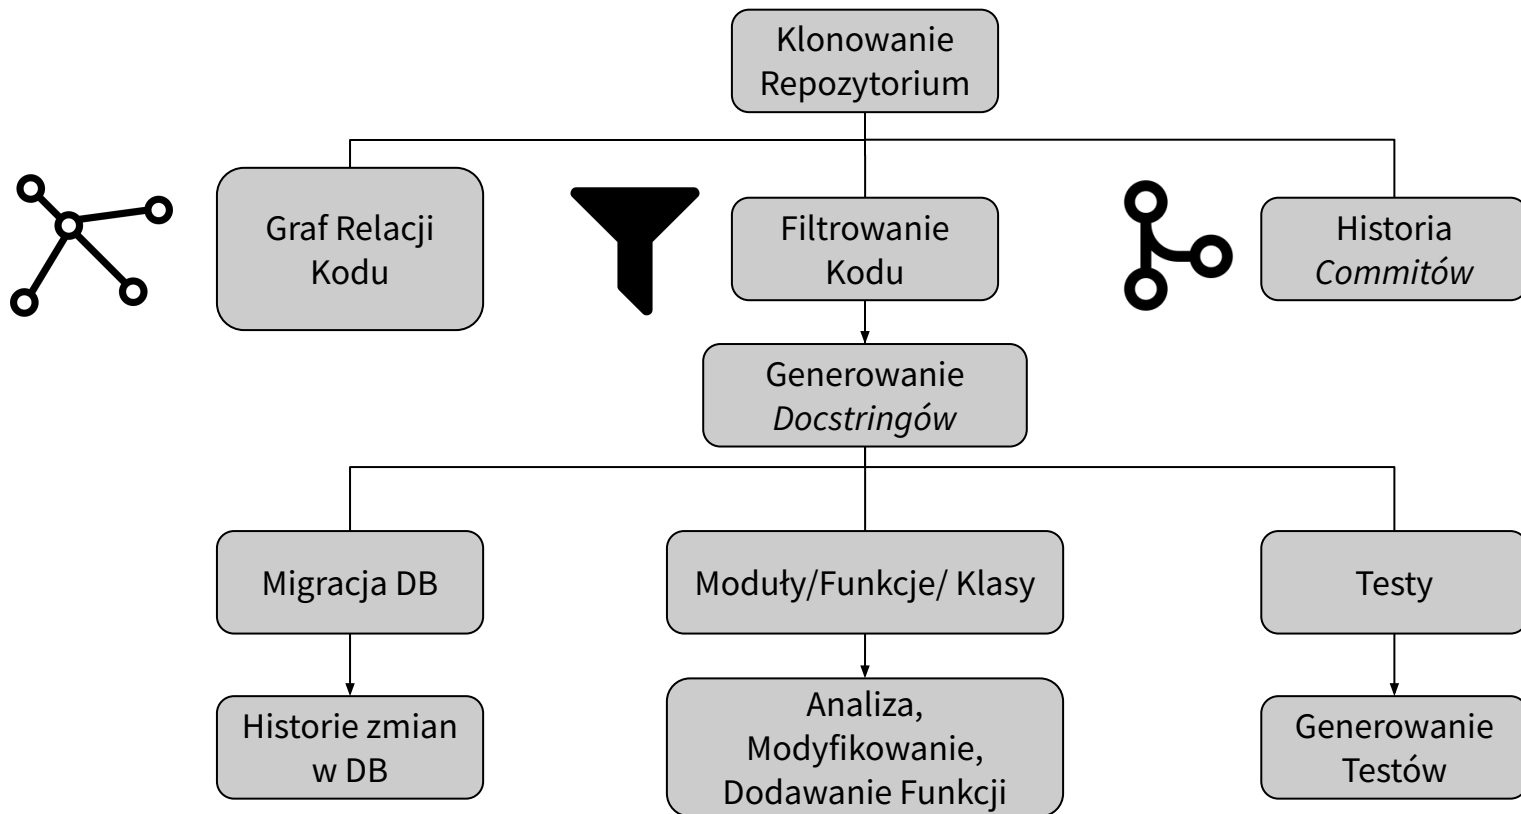 Klonowanie
Repozytorium
Graf Relacji
Kodu
Filtrowanie
Kodu
Historia
Commitów
Generowanie
Docstringów
Migracja DB
Moduły/Funkcje/ Klasy
Testy
Historie zmian
w DB
Analiza,
Modyfikowanie,
Dodawanie Funkcji
Generowanie
Testów